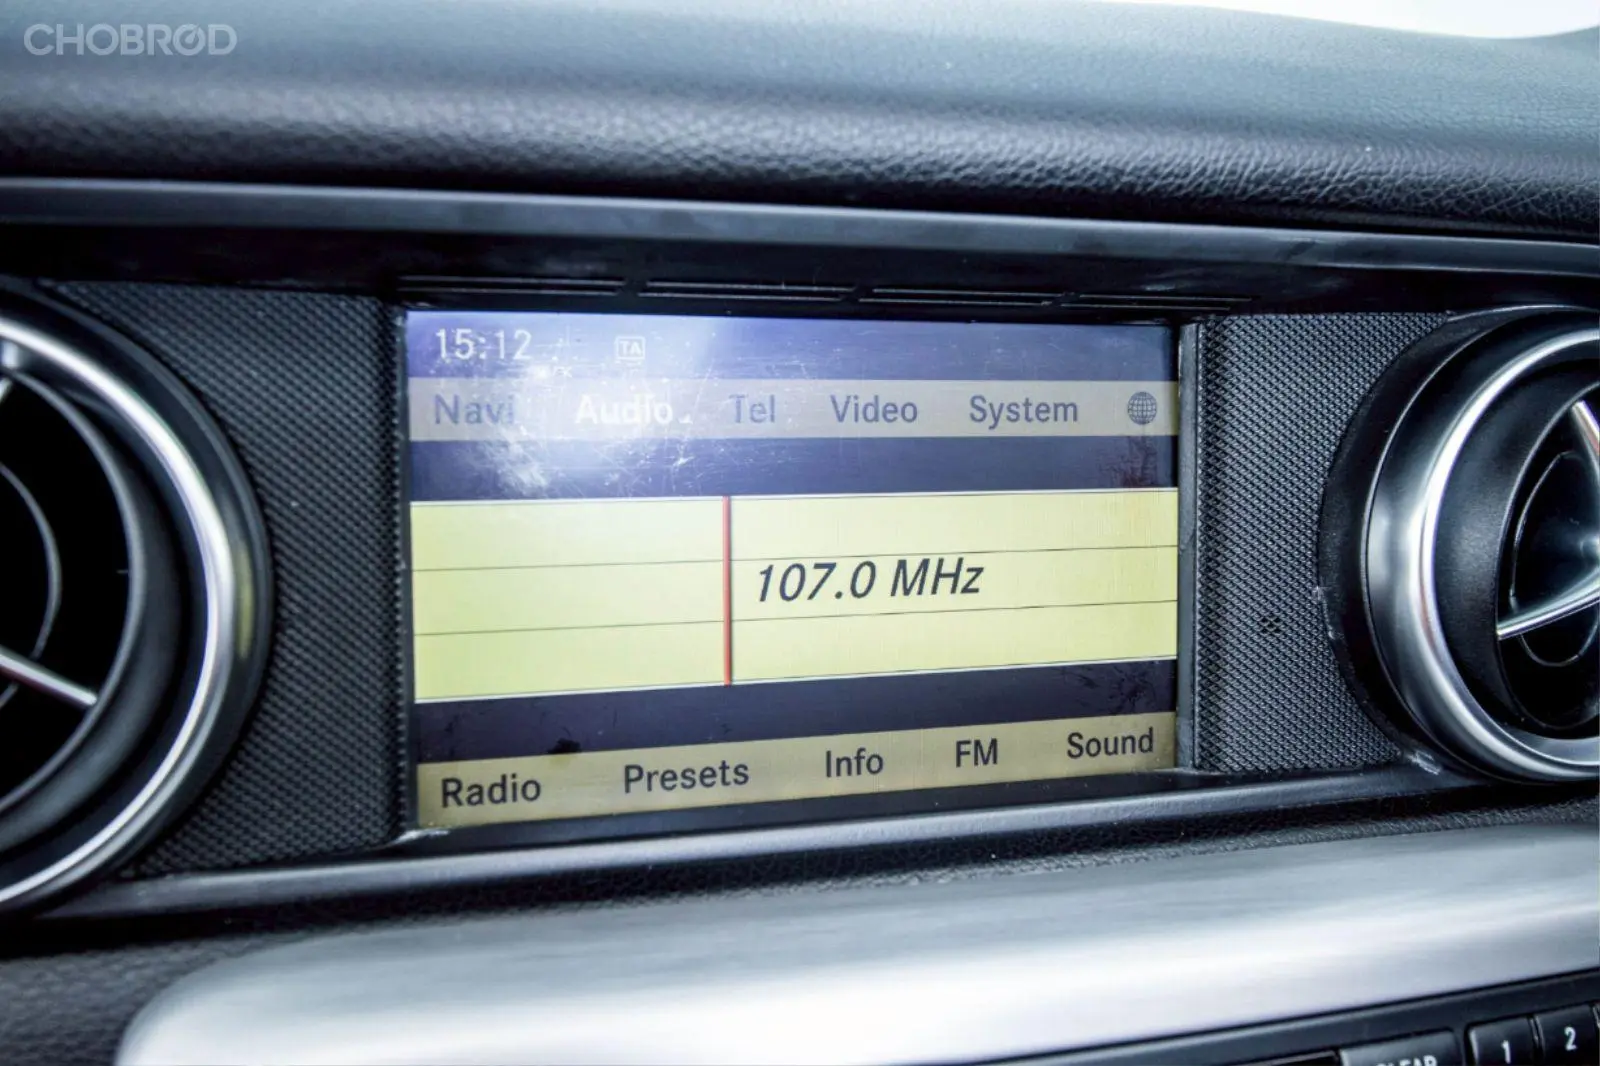 CHOBROD
15:12 TA
Navi Audio Tel Video System
107.0 MHz
Radio Presets Info FM Sound
CLEAR 1 2